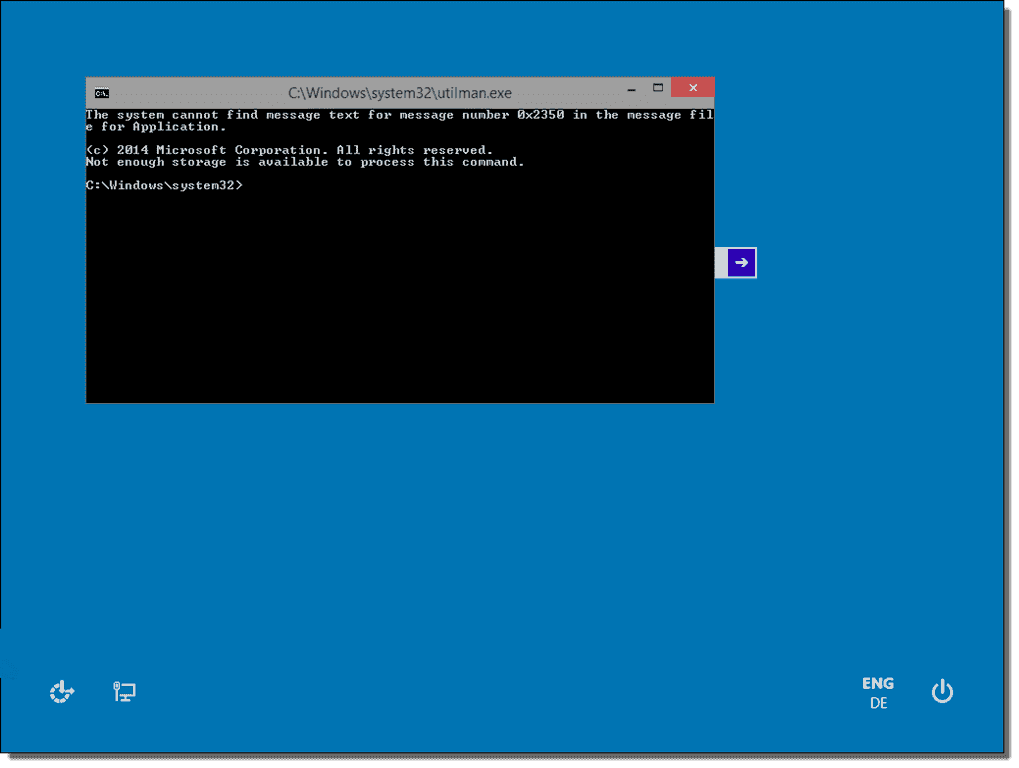 C:\Windows\system32\utilman.exe
The system cannot find message text for message number 0x2350 in the message fil
e for Application.
(c) 2014 Microsoft Corporation. All rights reserved.
Not enough storage is available to process this command.
C:\Windows\system32>
ENG
DE